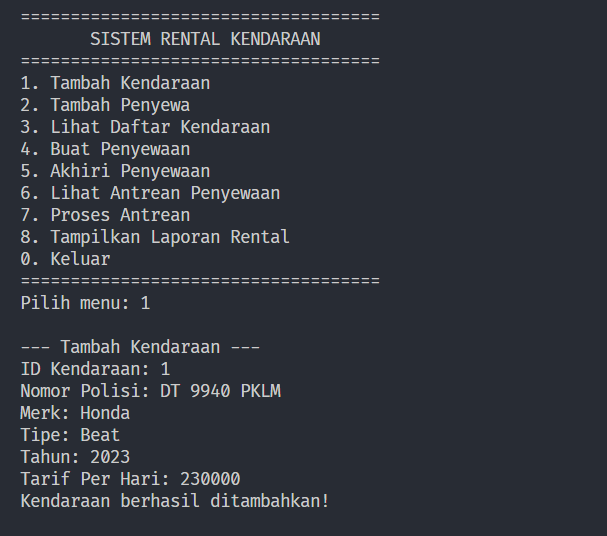 ====================================
SISTEM RENTAL KENDARAAN
====================================
1. Tambah Kendaraan
2. Tambah Penyewa
3. Lihat Daftar Kendaraan
4. Buat Penyewaan
5. Akhiri Penyewaan
6. Lihat Antrean Penyewaan
7. Proses Antrean
8. Tampilkan Laporan Rental
0. Keluar
====================================
Pilih menu: 1
--- Tambah Kendaraan ---
ID Kendaraan: 1
Nomor Polisi: DT 9940 PKLM
Merk: Honda
Tipe: Beat
Tahun: 2023
Tarif Per Hari: 230000
Kendaraan berhasil ditambahkan!